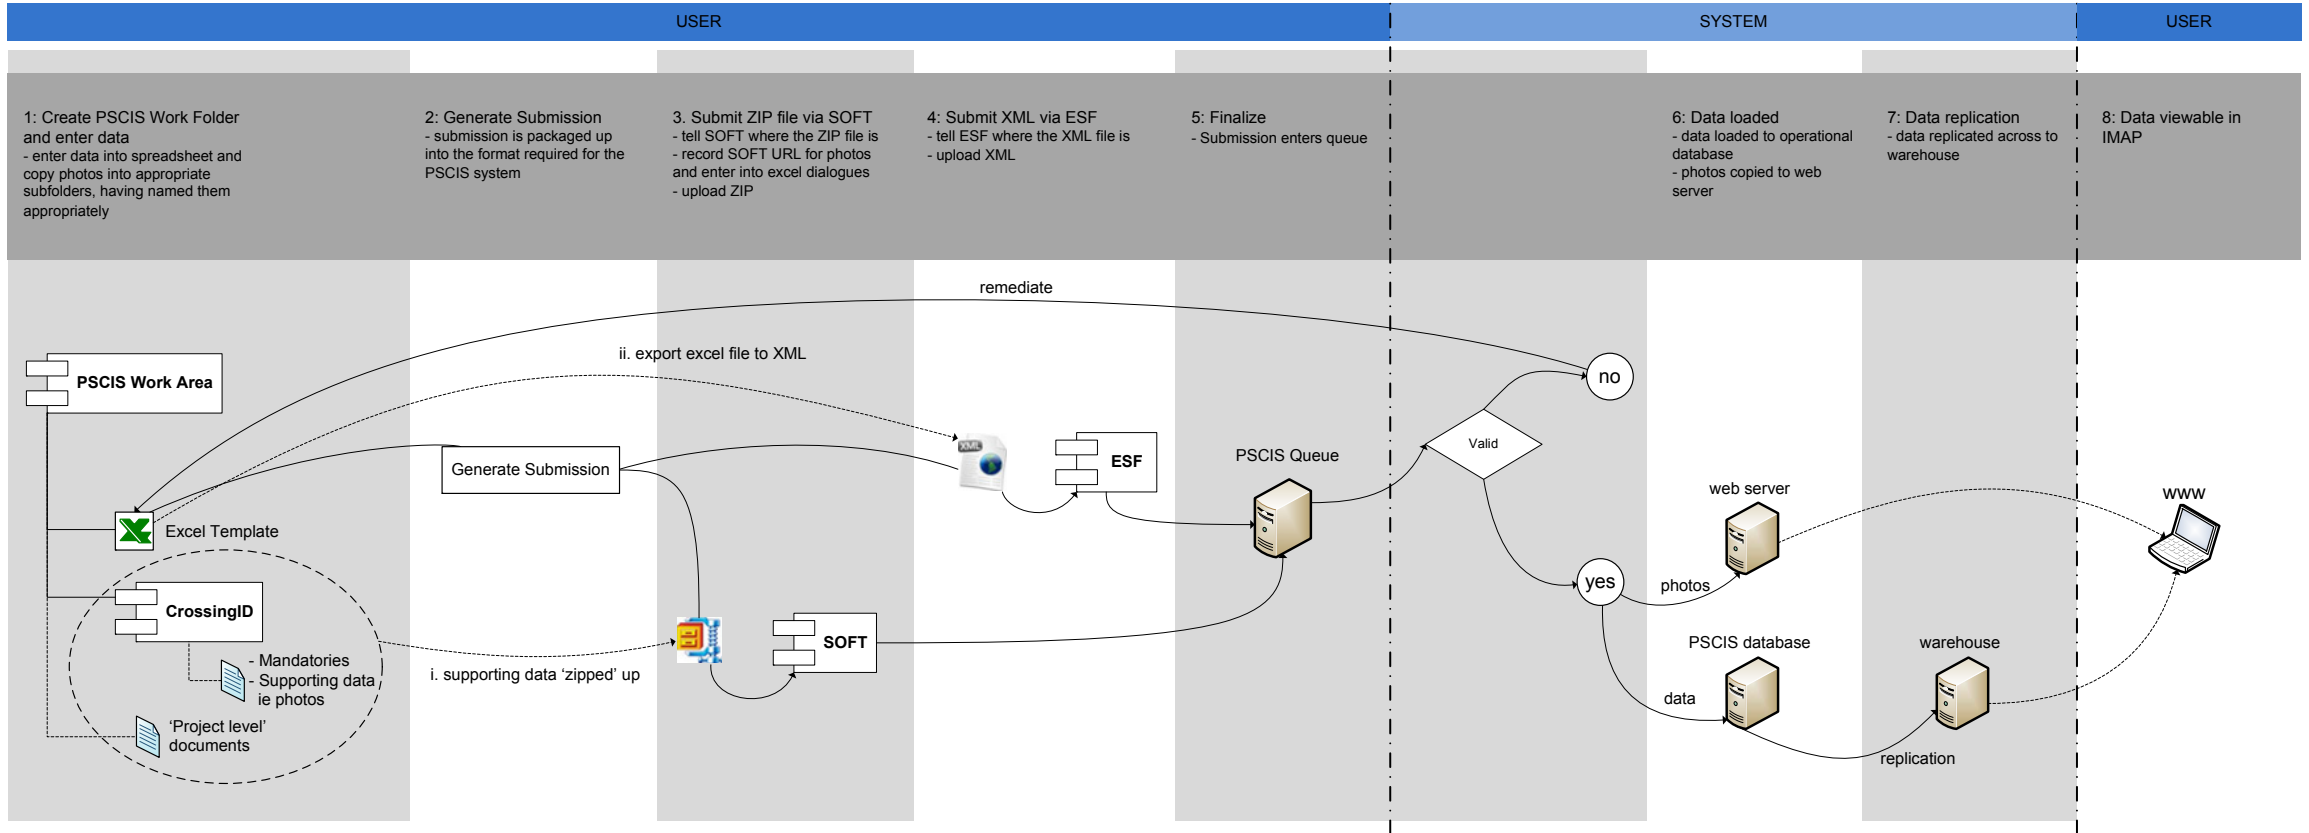 USER
SYSTEM
USER
1: Create PSCIS Work Folder
and enter data
- enter data into spreadsheet and
copy photos into appropriate
subfolders, having named them
appropriately
2: Generate Submission
- submission is packaged up
into the format required for the
PSCIS system
3. Submit ZIP file via SOFT
- tell SOFT where the ZIP file is
- record SOFT URL for photos
and enter into excel dialogues
- upload ZIP
4: Submit XML via ESF
- tell ESF where the XML file is
- upload XML
5: Finalize
- Submission enters queue
6: Data loaded
- data loaded to operational
database
- photos copied to web
server
7: Data replication
- data replicated across to
warehouse
8: Data viewable in
IMAP
remediate
ii. export excel file to XML
PSCIS Work Area
no
Valid
XML
ESF
PSCIS Queue
Generate Submission
web server
www
Excel Template
yes
photos
CrossingID
SOFT
PSCIS database
warehouse
- Mandatories
- Supporting data
ie photos
i. supporting data ‘zipped’ up
data
‘Project level’
documents
replication